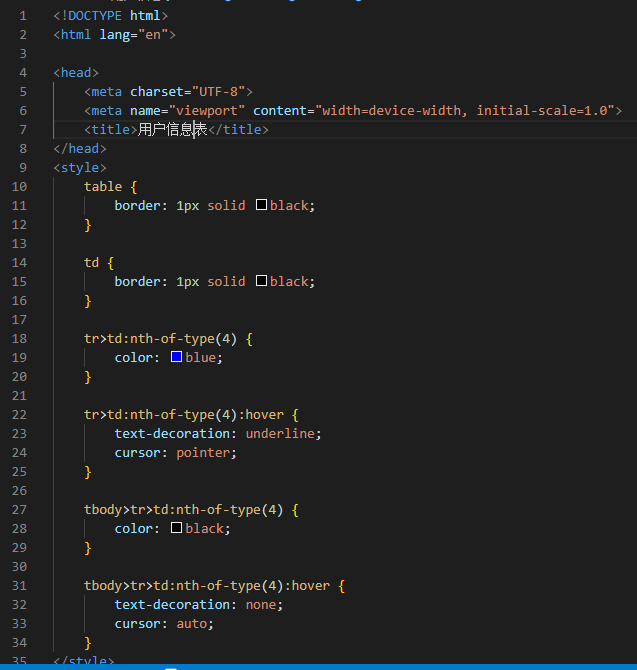 1 <!DOCTYPE html>
2 <html lang="en">
3
4 <head>
5     <meta charset="UTF-8">
6     <meta name="viewport" content="width=device-width, initial-scale=1.0">
7     <title>用户信息表</title>
8 </head>
9 <style>
10     table {
11         border: 1px solid black;
12     }
13
14     td {
15         border: 1px solid black;
16     }
17
18     tr>td:nth-of-type(4) {
19         color: blue;
20     }
21
22     tr>td:nth-of-type(4):hover {
23         text-decoration: underline;
24         cursor: pointer;
25     }
26
27     tbody>tr>td:nth-of-type(4) {
28         color: black;
29     }
30
31     tbody>tr>td:nth-of-type(4):hover {
32         text-decoration: none;
33         cursor: auto;
34     }
35 </style>